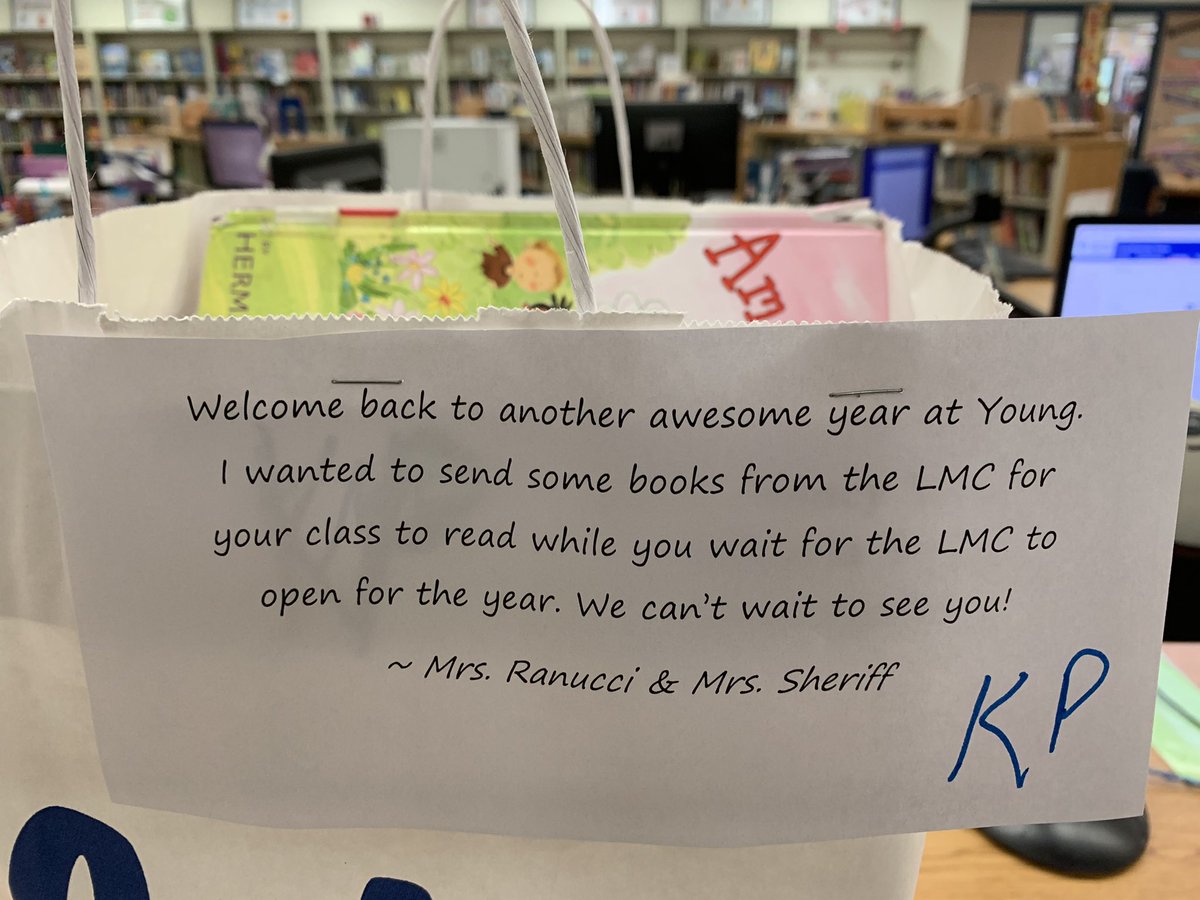 HERM
Am
Welcome back to another awesome year at Young.
I wanted to send some books from the LMC for
your class to read while you wait for the LMC to
open for the year. We can't wait to see you!
~ Mrs. Ranucci & Mrs. Sheriff
KP